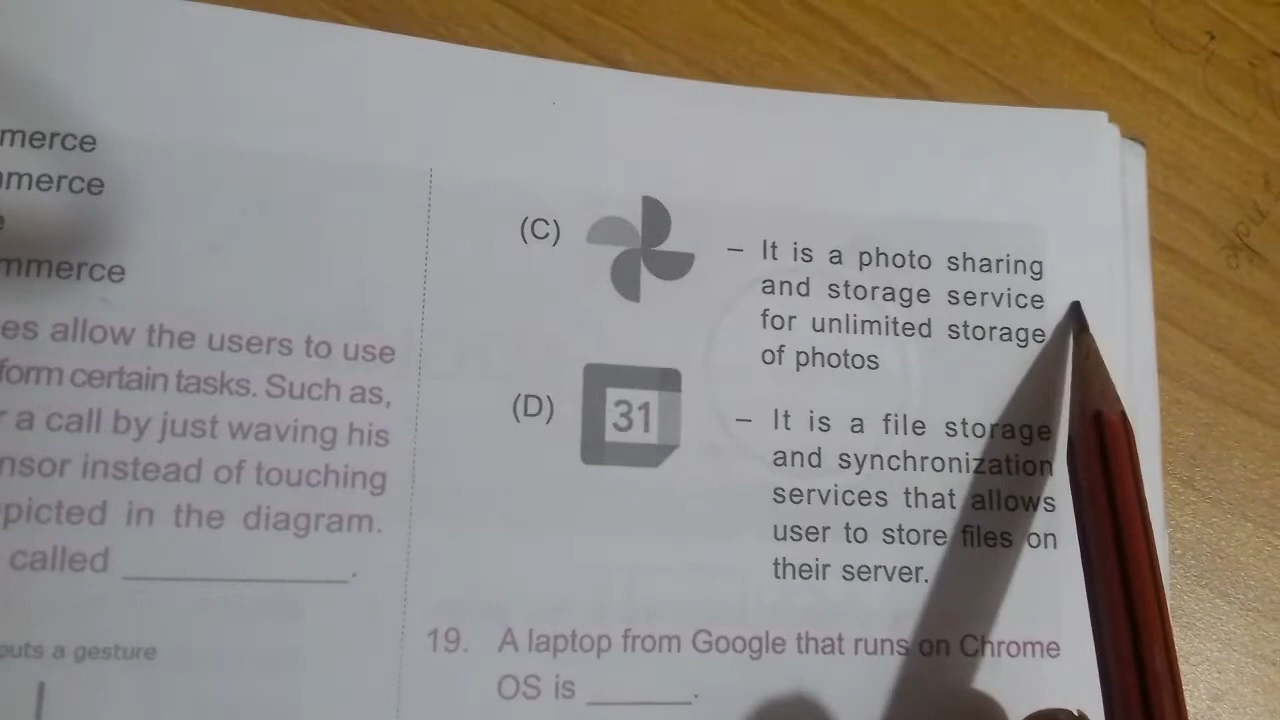 merce
mmerce
mmerce
es allow the users to use
form certain tasks. Such as,
r a call by just waving his
nsor instead of touching
picted in the diagram.
called ____________.
puts a gesture
(C)
– It is a photo sharing
and storage service
for unlimited storage
of photos
(D) 31
– It is a file storage
and synchronization
services that allows
user to store files on
their server.
19. A laptop from Google that runs on Chrome
OS is ______.